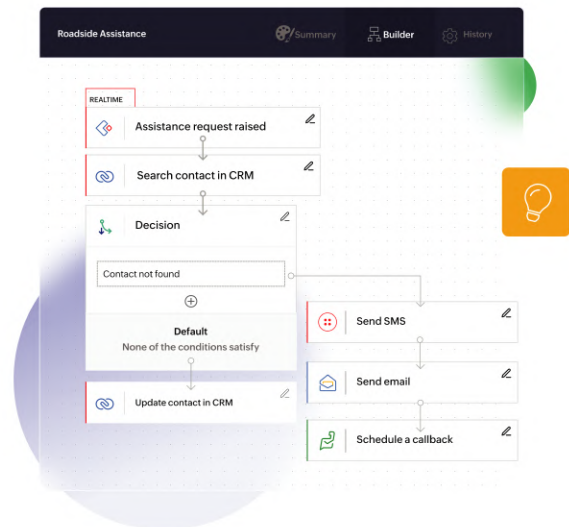 Roadside Assistance
Summary
Builder
History
REALTIME
Assistance request raised
Search contact in CRM
Decision
Contact not found
Default
None of the conditions satisfy
Update contact in CRM
Send SMS
Send email
Schedule a callback